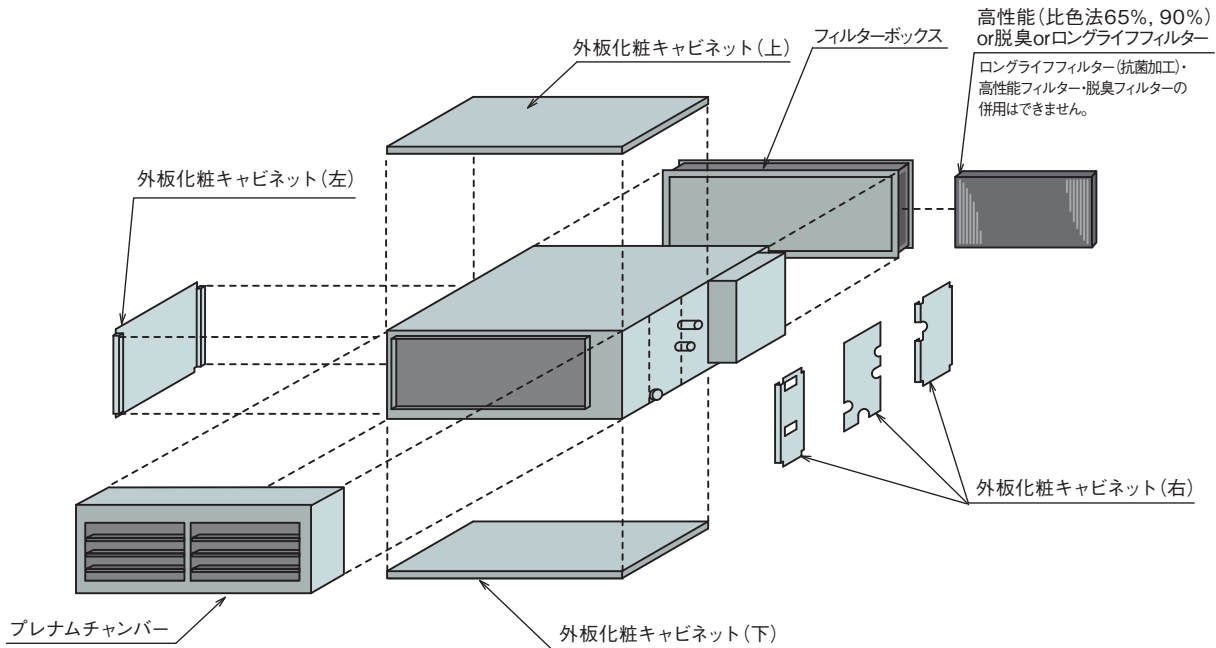 高性能(比色法65%, 90%)
or脱臭orロングライフフィルター
ロングライフフィルター(抗菌加工)・
高性能フィルター・脱臭フィルターの
併用はできません。
外板化粧キャビネット(上)
フィルターボックス
外板化粧キャビネット(左)
外板化粧キャビネット(右)
プレナムチャンバー
外板化粧キャビネット(下)